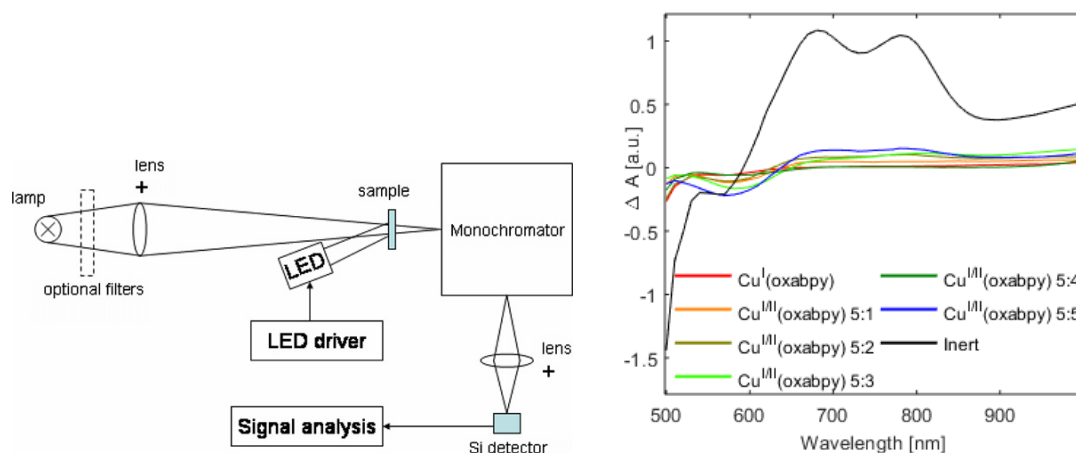 lens
+
sample
lamp
Monochromator
LED
optional filters
LED driver
lens
+
Signal analysis
Si detector
1
0.5
0
-0.5
-1
-1.5
Δ A [a.u.]
Cu^I(oxabpy)
Cu^I/II(oxabpy) 5:1
Cu^I/II(oxabpy) 5:2
Cu^I/II(oxabpy) 5:3
Cu^I/II(oxabpy) 5:4
Cu^I/II(oxabpy) 5:5
Inert
500 600 700 800 900
Wavelength [nm]